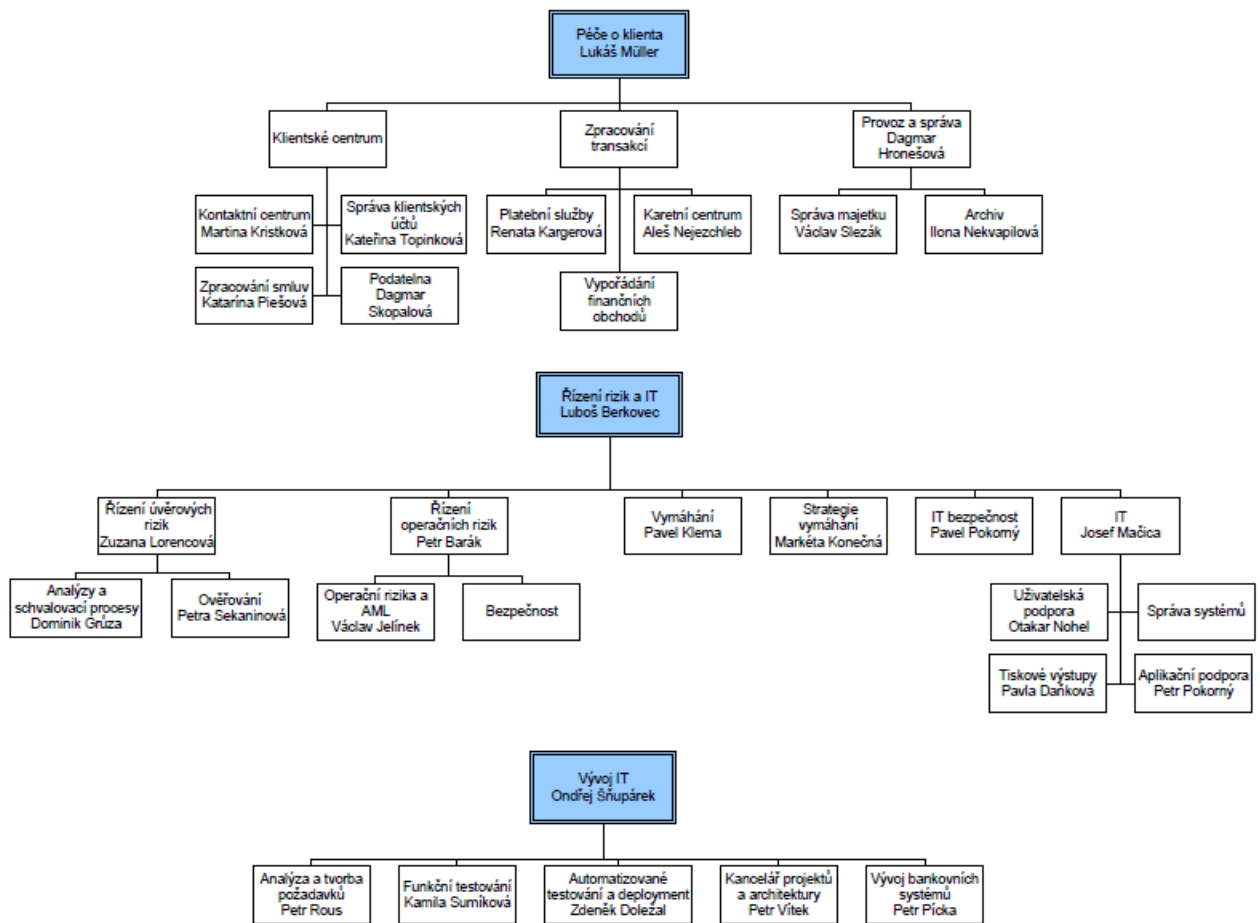 Péče o klienta
Lukáš Müller
Klientské centrum
Zpracování
transakcí
Provoz a správa
Dagmar
Hronešová
Kontaktní centrum
Martina Kristková
Správa klientských
účtů
Kateřina Topinková
Platební služby
Renata Kargerová
Karetní centrum
Aleš Nejezchleb
Správa majetku
Václav Slezák
Archiv
Ilona Nekvapilová
Zpracování smluv
Katarína Piešová
Podatelna
Dagmar
Skopalová
Vypořádání
finančních
obchodů
Řízení rizik a IT
Luboš Berkovec
Řízení úvěrových
rizik
Zuzana Lorencová
Řízení
operačních rizik
Petr Barák
Vymáhání
Pavel Klema
Strategie
vymáhání
Markéta Konečná
IT bezpečnost
Pavel Pokorný
IT
Josef Mačica
Analýzy a
schvalovací procesy
Dominik Grůza
Ověřování
Petra Sekaninová
Operační rizika a
AML
Václav Jelínek
Bezpečnost
Uživatelská
podpora
Otakar Nohel
Správa systémů
Tiskové výstupy
Pavla Daňková
Aplikační podpora
Petr Pokorný
Vývoj IT
Ondřej Šňupárek
Analýza a tvorba
požadavků
Petr Rous
Funkční testování
Kamila Sumíková
Automatizované
testování a deployment
Zdeněk Doležal
Kancelář projektů
a architektury
Petr Vítek
Vývoj bankovních
systémů
Petr Pícka